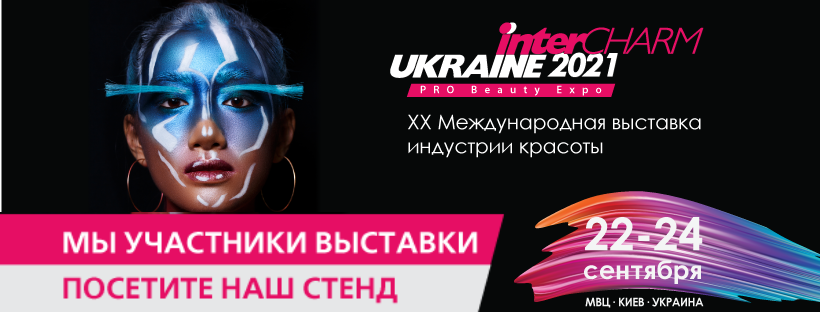 interCHARM
UKRAINE 2021
PRO Beauty Expo
XX Международная выставка
индустрии красоты
МЫ УЧАСТНИКИ ВЫСТАВКИ
ПОСЕТИТЕ НАШ СТЕНД
22-24
сентября
МВЦ · КИЕВ · УКРАИНА